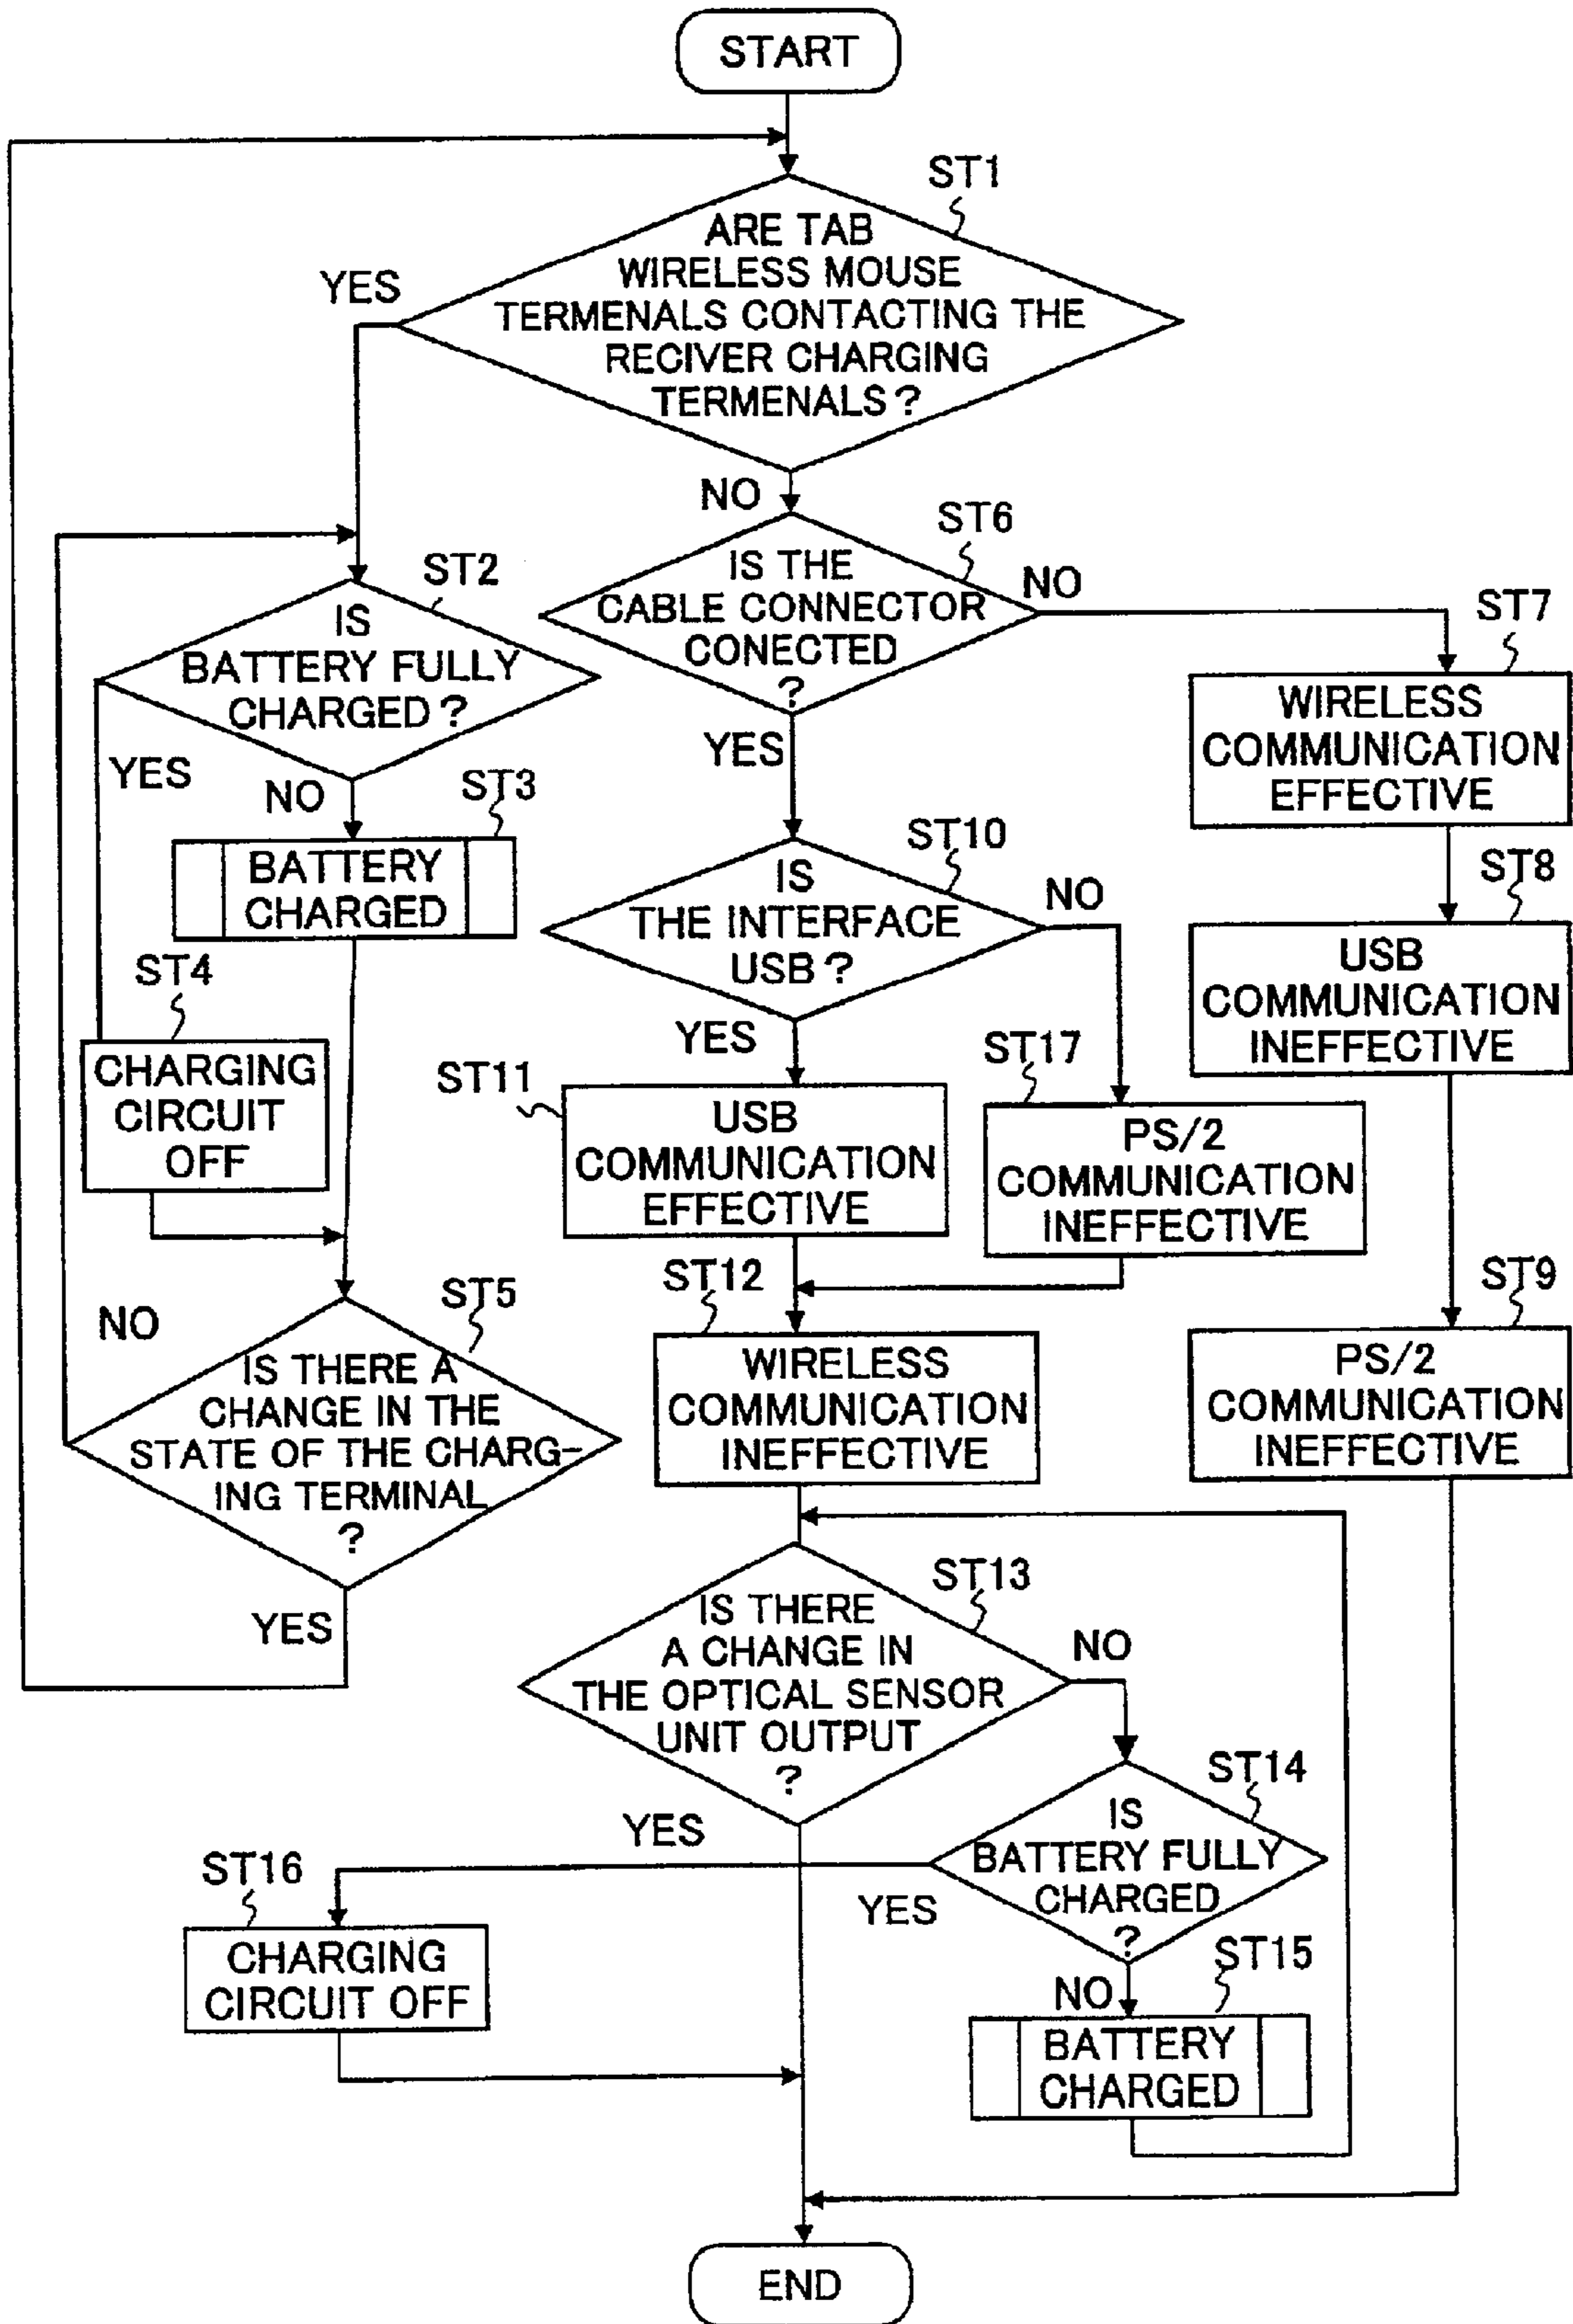 START
ST1
ARE TAB
WIRELESS MOUSE
TERMENALS CONTACTING THE
RECIVER CHARGING
TERMENALS?
YES
NO
ST2
IS
BATTERY FULLY
CHARGED?
YES
NO
ST3
BATTERY
CHARGED
ST4
CHARGING
CIRCUIT
OFF
ST5
IS THERE A
CHANGE IN THE
STATE OF THE CHARG-
ING TERMINAL
?
NO
YES
ST6
IS THE
CABLE CONNECTOR
CONECTED
?
NO
YES
ST7
WIRELESS
COMMUNICATION
EFFECTIVE
ST8
USB
COMMUNICATION
INEFFECTIVE
ST9
PS/2
COMMUNICATION
INEFFECTIVE
ST10
IS
THE INTERFACE
USB?
NO
YES
ST11
USB
COMMUNICATION
EFFECTIVE
ST17
PS/2
COMMUNICATION
INEFFECTIVE
ST12
WIRELESS
COMMUNICATION
INEFFECTIVE
ST13
IS THERE
A CHANGE IN
THE OPTICAL SENSOR
UNIT OUTPUT
?
NO
YES
ST14
IS
BATTERY FULLY
CHARGED
?
YES
NO
ST15
BATTERY
CHARGED
ST16
CHARGING
CIRCUIT OFF
END